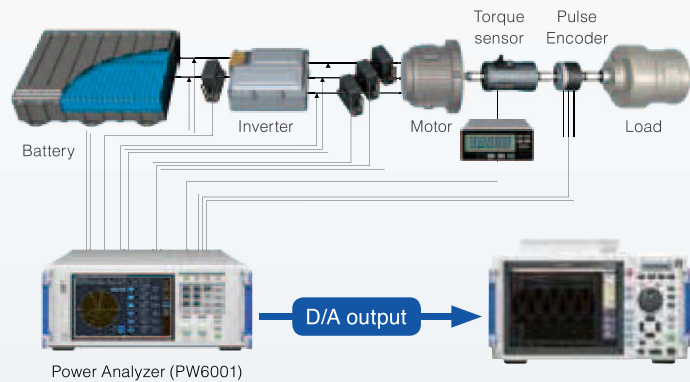 Torque
sensor
Pulse
Encoder
Battery
Inverter
Motor
Load
D/A output
Power Analyzer (PW6001)